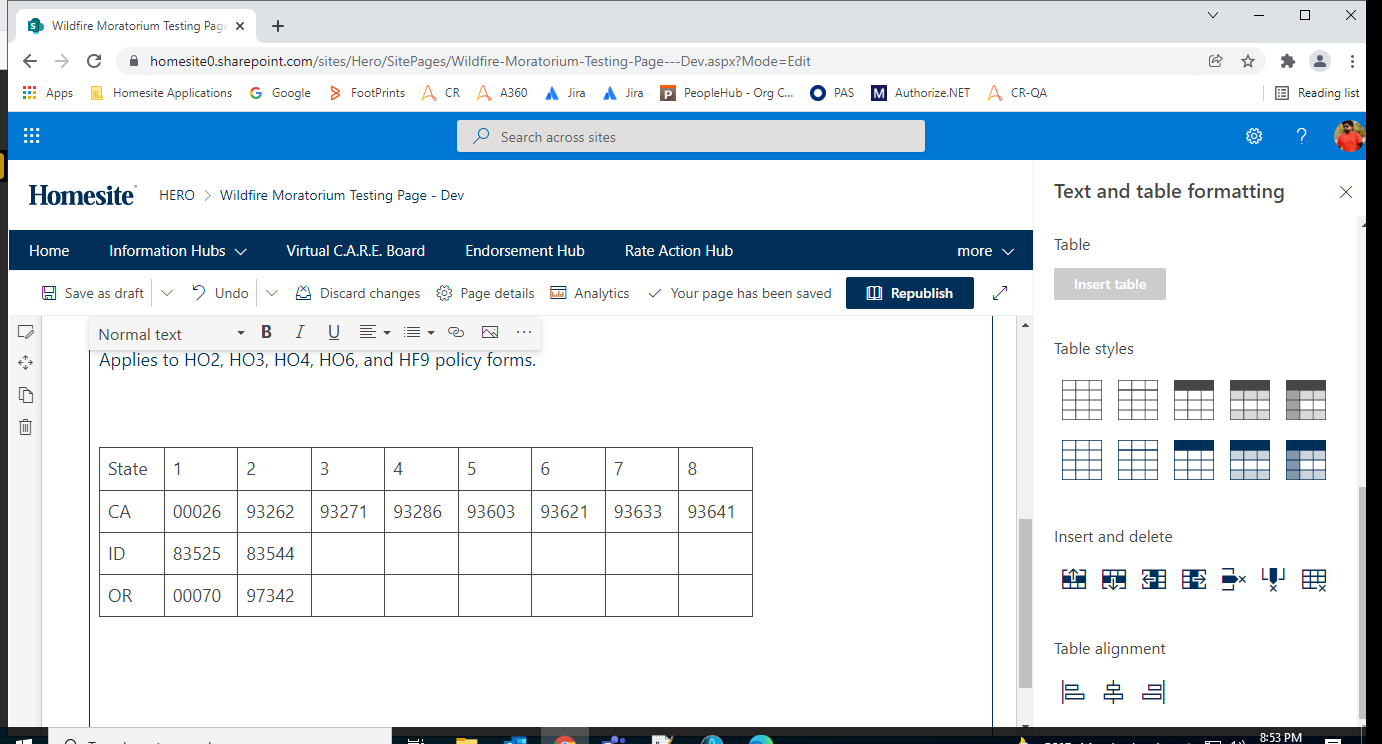 Wildfire Moratorium Testing Pag
homesite0.sharepoint.com/sites/Hero/SitePages/Wildfire-Moratorium-Testing-Page---Dev.aspx?Mode=Edit
Apps Homesite Applications Google FootPrints CR A360 Jira Jira PeopleHub - Org C... PAS Authorize.NET CR-QA Reading list
Search across sites
Homesite HERO > Wildfire Moratorium Testing Page - Dev
Home Information Hubs Virtual C.A.R.E. Board Endorsement Hub Rate Action Hub more
Save as draft Undo Discard changes Page details Analytics Your page has been saved Republish
Normal text B I U ...
Applies to HO2, HO3, HO4, HO6, and HF9 policy forms.
State 1 2 3 4 5 6 7 8
CA 00026 93262 93271 93286 93603 93621 93633 93641
ID 83525 83544
OR 00070 97342
Text and table formatting
Table
Insert table
Table styles
Insert and delete
Table alignment
8:53 PM